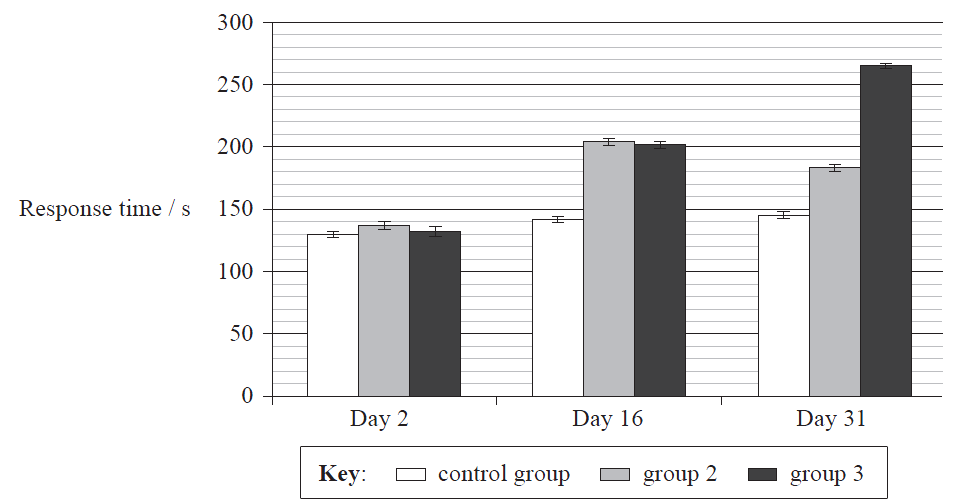 300
250
200
Response time / s
150
100
50
0
Day 2 Day 16 Day 31
Key: control group group 2 group 3